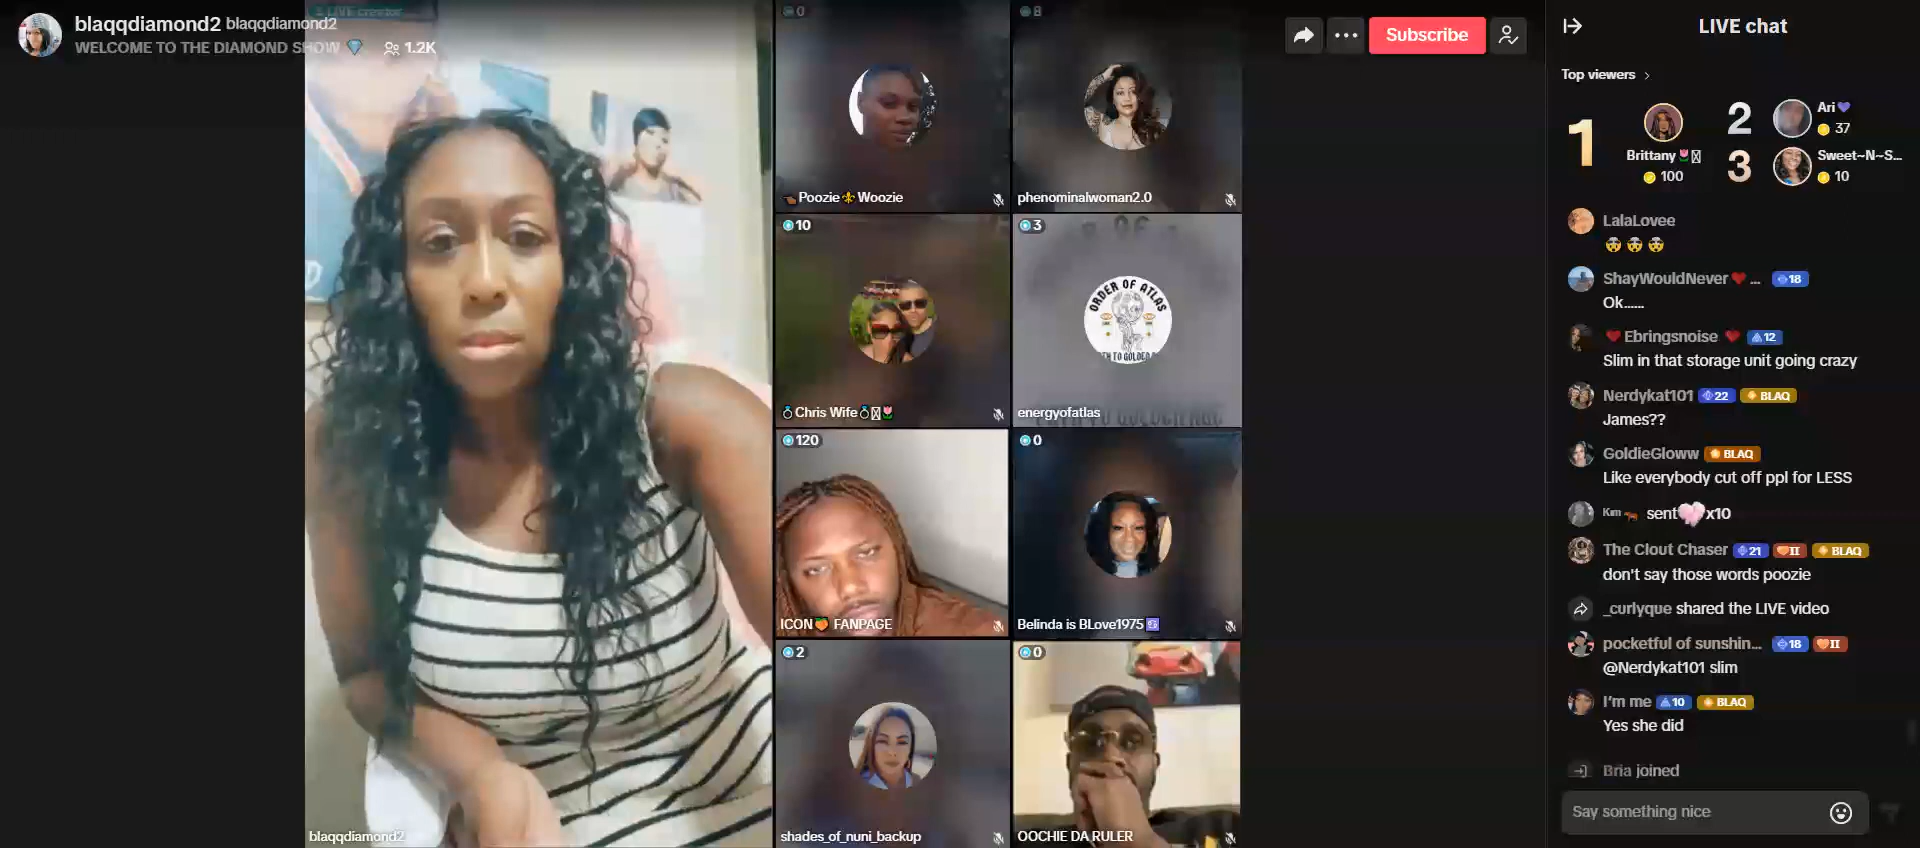 blaqqdiamond2 blaqqdiamond2
WELCOME TO THE DIAMOND SHOW 1.2K
LIVE creator
0
8
Subscribe
Poozie Woozie
phenominalwoman2.0
10
3
ORDER OF ATLAS
Chris Wife
energyofatlas
120
0
ICON FANPAGE
Belinda is BLove1975
2
0
blaqqdiamond2
shades_of_nuni_backup
OOCHIE DA RULER
LIVE chat
Top viewers
1
Brittany
100
2
Ari
37
3
Sweet~N~S...
10
LalaLovee
ShayWouldNever ... 18
Ok......
Ebringsnoise 12
Slim in that storage unit going crazy
Nerdykat101 22 BLAQ
James??
GoldieGloww BLAQ
Like everybody cut off ppl for LESS
Kim sent x10
The Clout Chaser 21 II BLAQ
don't say those words poozie
_curlyque shared the LIVE video
pocketful of sunshin... 18 II
@Nerdykat101 slim
I'm me 10 BLAQ
Yes she did
Bria joined
Say something nice